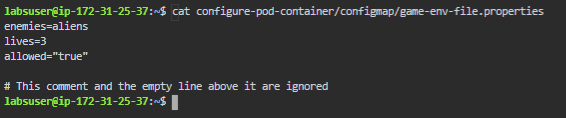 labsuser@ip-172-31-25-37:~$ cat configure-pod-container/configmap/game-env-file.properties
enemies=aliens
lives=3
allowed="true"

# This comment and the empty line above it are ignored
labsuser@ip-172-31-25-37:~$